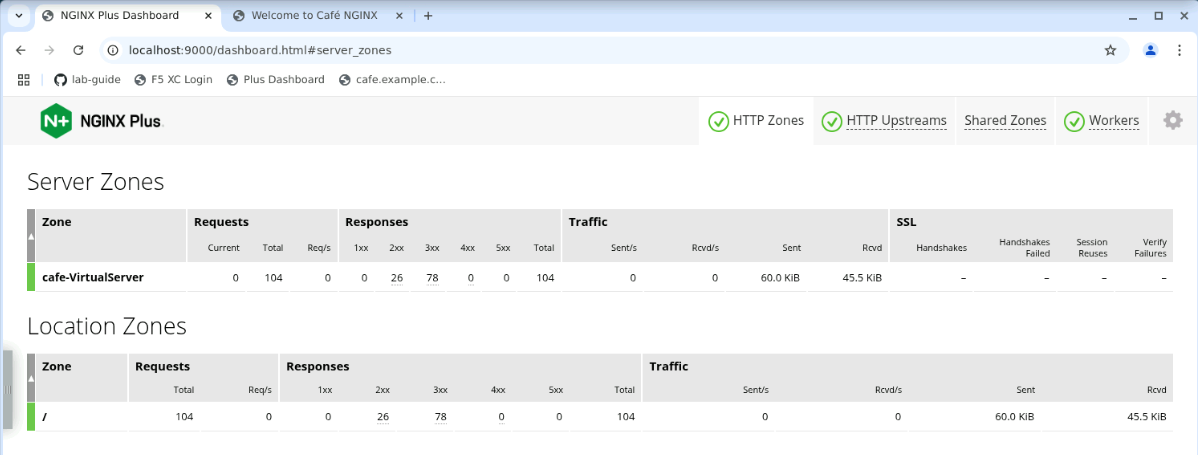 NGINX Plus Dashboard
Welcome to Café NGINX
localhost:9000/dashboard.html#server_zones
lab-guide F5 XC Login Plus Dashboard cafe.example.c...
N+ NGINX Plus HTTP Zones HTTP Upstreams Shared Zones Workers
Server Zones
Zone Requests Responses Traffic SSL
Current Total Req/s 1xx 2xx 3xx 4xx 5xx Total Sent/s Rcvd/s Sent Rcvd Handshakes Handshakes Failed Session Reuses Verify Failures
cafe-VirtualServer 0 104 0 0 26 78 0 0 104 0 0 60.0 KiB 45.5 KiB – – – –
Location Zones
Zone Requests Responses Traffic
Total Req/s 1xx 2xx 3xx 4xx 5xx Total Sent/s Rcvd/s Sent Rcvd
/ 104 0 0 26 78 0 0 104 0 0 60.0 KiB 45.5 KiB